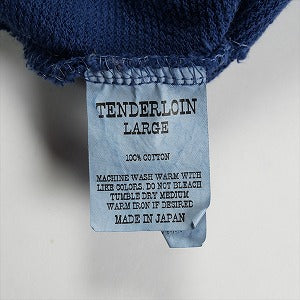 TENDERLOIN
LARGE
100% COTTON
MACHINE WASH WARM WITH
LIKE COLORS. DO NOT BLEACH
TUMBLE DRY MEDIUM
WARM IRON IF DESIRED
MADE IN JAPAN